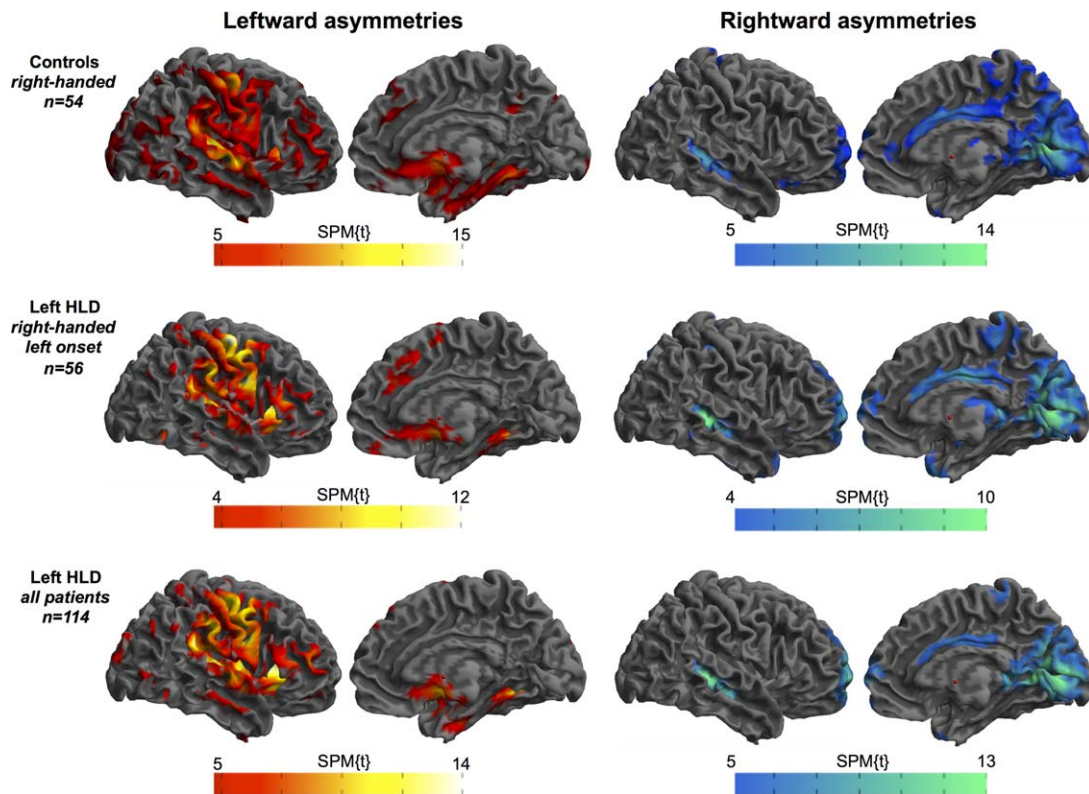 Leftward asymmetries
Rightward asymmetries
Controls
right-handed
n=54
5 SPM{t} 15
5 SPM{t} 14
Left HLD
right-handed
left onset
n=56
4 SPM{t} 12
4 SPM{t} 10
Left HLD
all patients
n=114
5 SPM{t} 14
5 SPM{t} 13